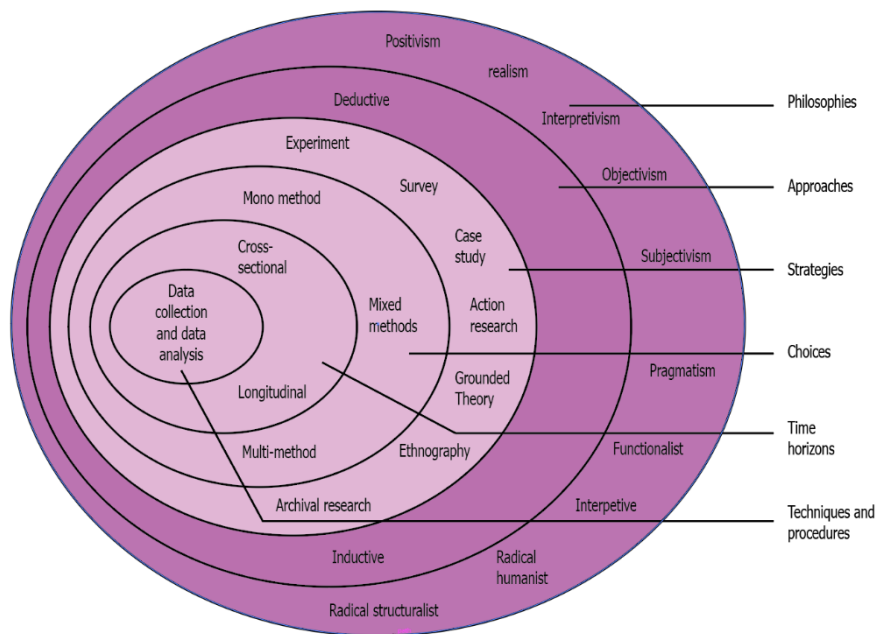 Positivism
realism
Philosophies
Deductive
Interpretivism
Experiment
Objectivism
Approaches
Mono method
Survey
Cross-
sectional
Case
study
Subjectivism
Strategies
Data
collection
and data
analysis
Mixed
methods
Action
research
Choices
Longitudinal
Grounded
Theory
Pragmatism
Time
horizons
Multi-method
Ethnography
Functionalist
Archival research
Interpetive
Techniques and
procedures
Inductive
Radical
humanist
Radical structuralist